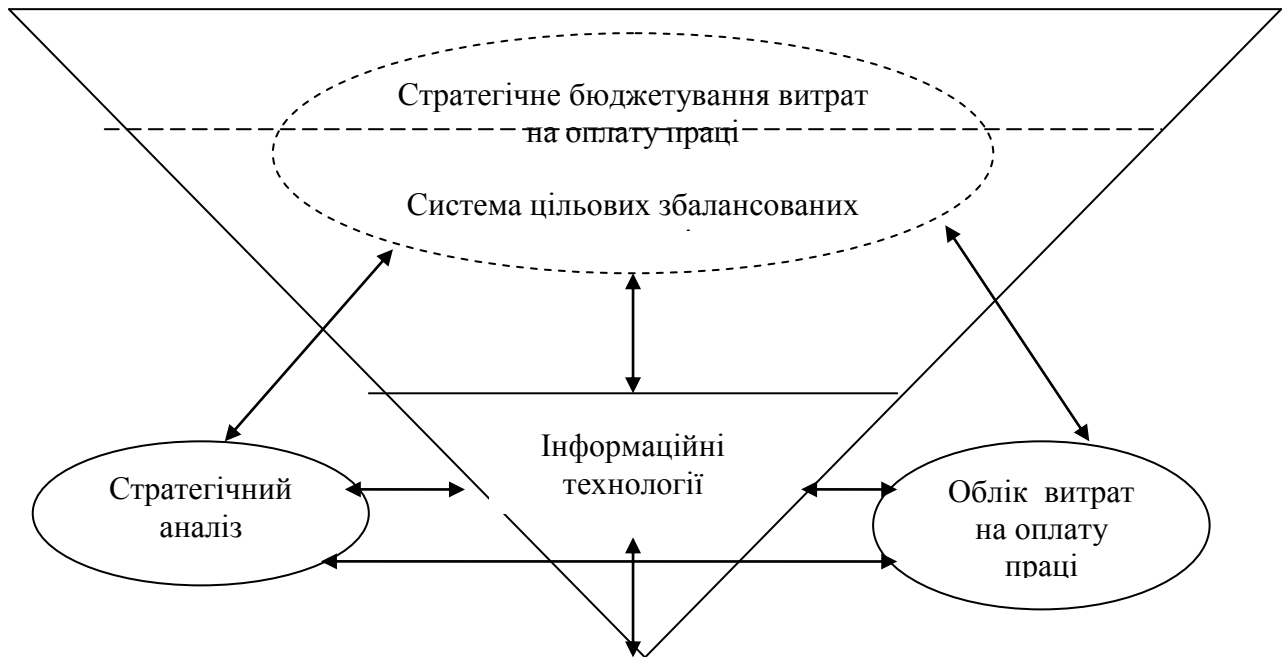 Стратегічне бюджетування витрат
на оплату праці
Система цільових збалансованих
Інформаційні
технології
Стратегічний
аналіз
Облік витрат
на оплату
праці